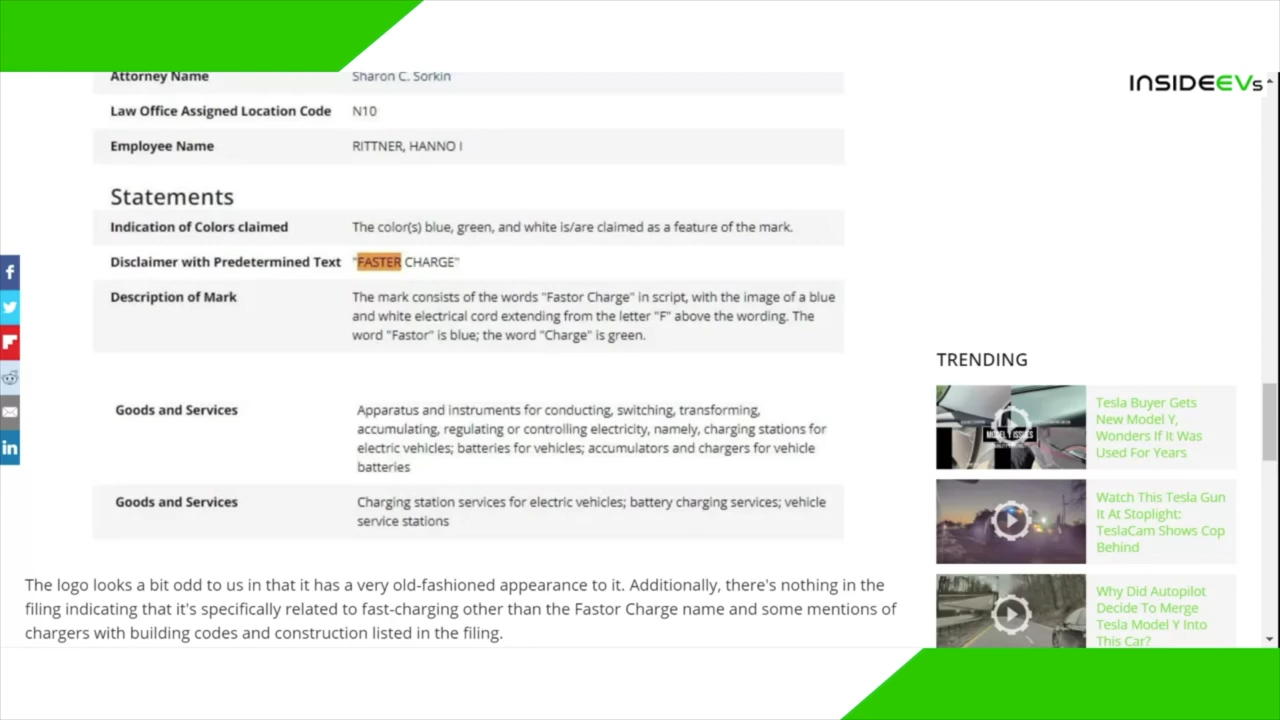 INSIDEEVs
Attorney Name Sharon C. Sorkin
Law Office Assigned Location Code N10
Employee Name RITTNER, HANNO I
Statements
Indication of Colors claimed The color(s) blue, green, and white is/are claimed as a feature of the mark.
Disclaimer with Predetermined Text "FASTER CHARGE"
Description of Mark The mark consists of the words "Fastor Charge" in script, with the image of a blue
and white electrical cord extending from the letter "F" above the wording. The
word "Fastor" is blue; the word "Charge" is green.
Goods and Services Apparatus and instruments for conducting, switching, transforming,
accumulating, regulating or controlling electricity, namely, charging stations for
electric vehicles; batteries for vehicles; accumulators and chargers for vehicle
batteries
Goods and Services Charging station services for electric vehicles; battery charging services; vehicle
service stations
The logo looks a bit odd to us in that it has a very old-fashioned appearance to it. Additionally, there's nothing in the
filing indicating that it's specifically related to fast-charging other than the Fastor Charge name and some mentions of
chargers with building codes and construction listed in the filing.
TRENDING
MODEL Y ISSUES
Tesla Buyer Gets
New Model Y,
Wonders If It Was
Used For Years
Watch This Tesla Gun
It At Stoplight:
TeslaCam Shows Cop
Behind
Why Did Autopilot
Decide To Merge
Tesla Model Y Into
This Car?